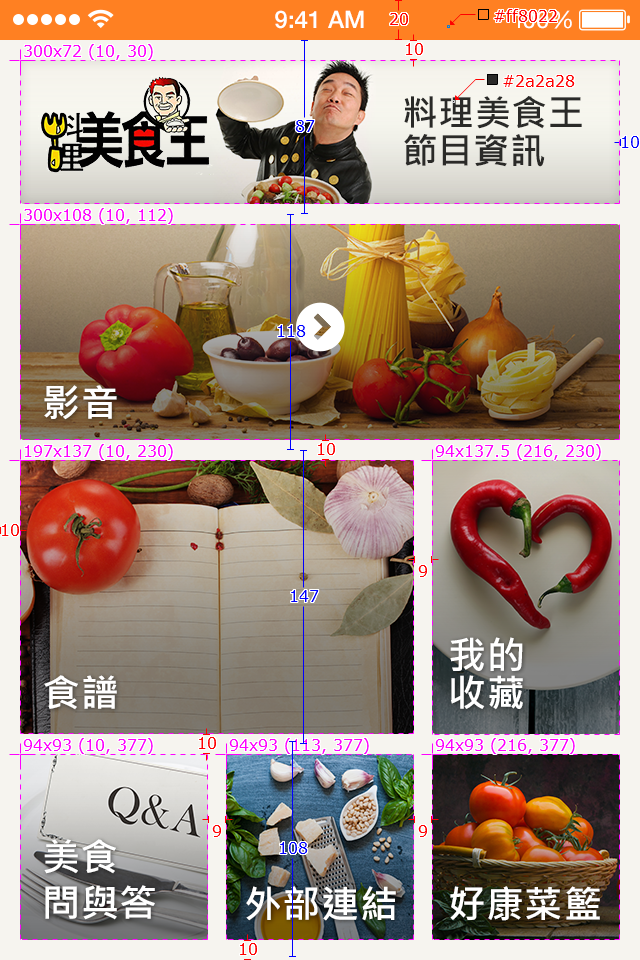 9:41 AM
20
#ff8022
100%
300x72 (10, 30)
10
#2a2a28
料理
美食王
87
料理美食王
節目資訊
10
300x108 (10, 112)
118
影音
10
197x137 (10, 230)
94x137.5 (216, 230)
10
9
147
我的
收藏
食譜
10
94x93 (10, 377)
94x93 (113, 377)
94x93 (216, 377)
Q&A
9
9
108
美食
問與答
外部連結
好康菜籃
10